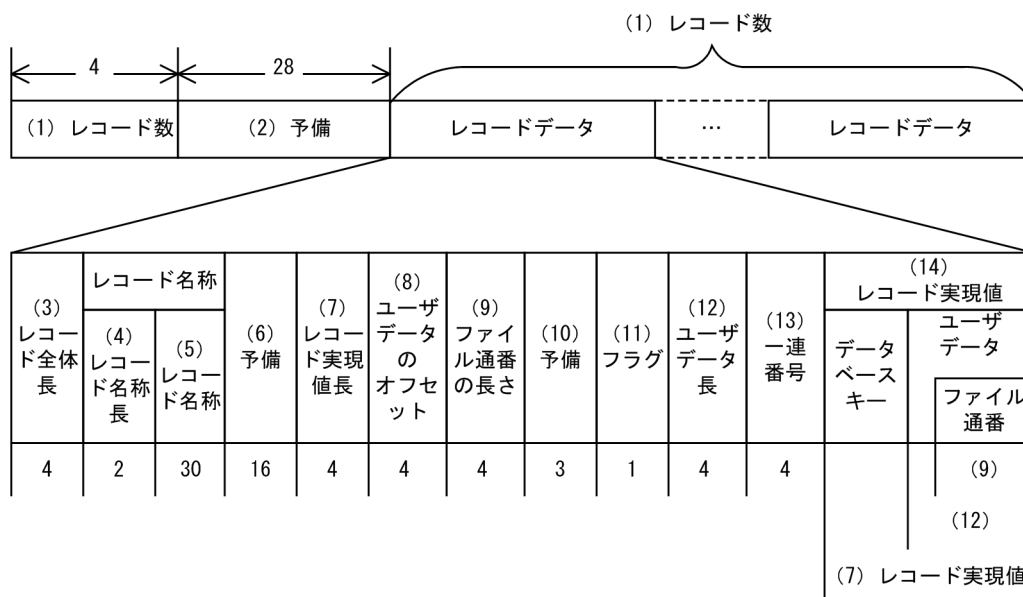 (1) レコード数
4
28
(1) レコード数
(2) 予備
レコードデータ
…
レコードデータ
(3)
レコー
ド全体
長
レコード名称
(4)
レコー
ド名称
長
(5)
レコー
ド名称
(6)
予備
(7)
レコー
ド実現
値長
(8)
ユーザ
データ
の
オフセ
ット
(9)
ファイ
ル通番
の長さ
(10)
予備
(11)
フラグ
(12)
ユーザ
データ
長
(13)
一連
番号
(14)
レコード実現値
データ
ベース
キー
ユーザ
データ
ファイル
通番
4
2
30
16
4
4
4
3
1
4
4
(9)
(12)
(7) レコード実現値